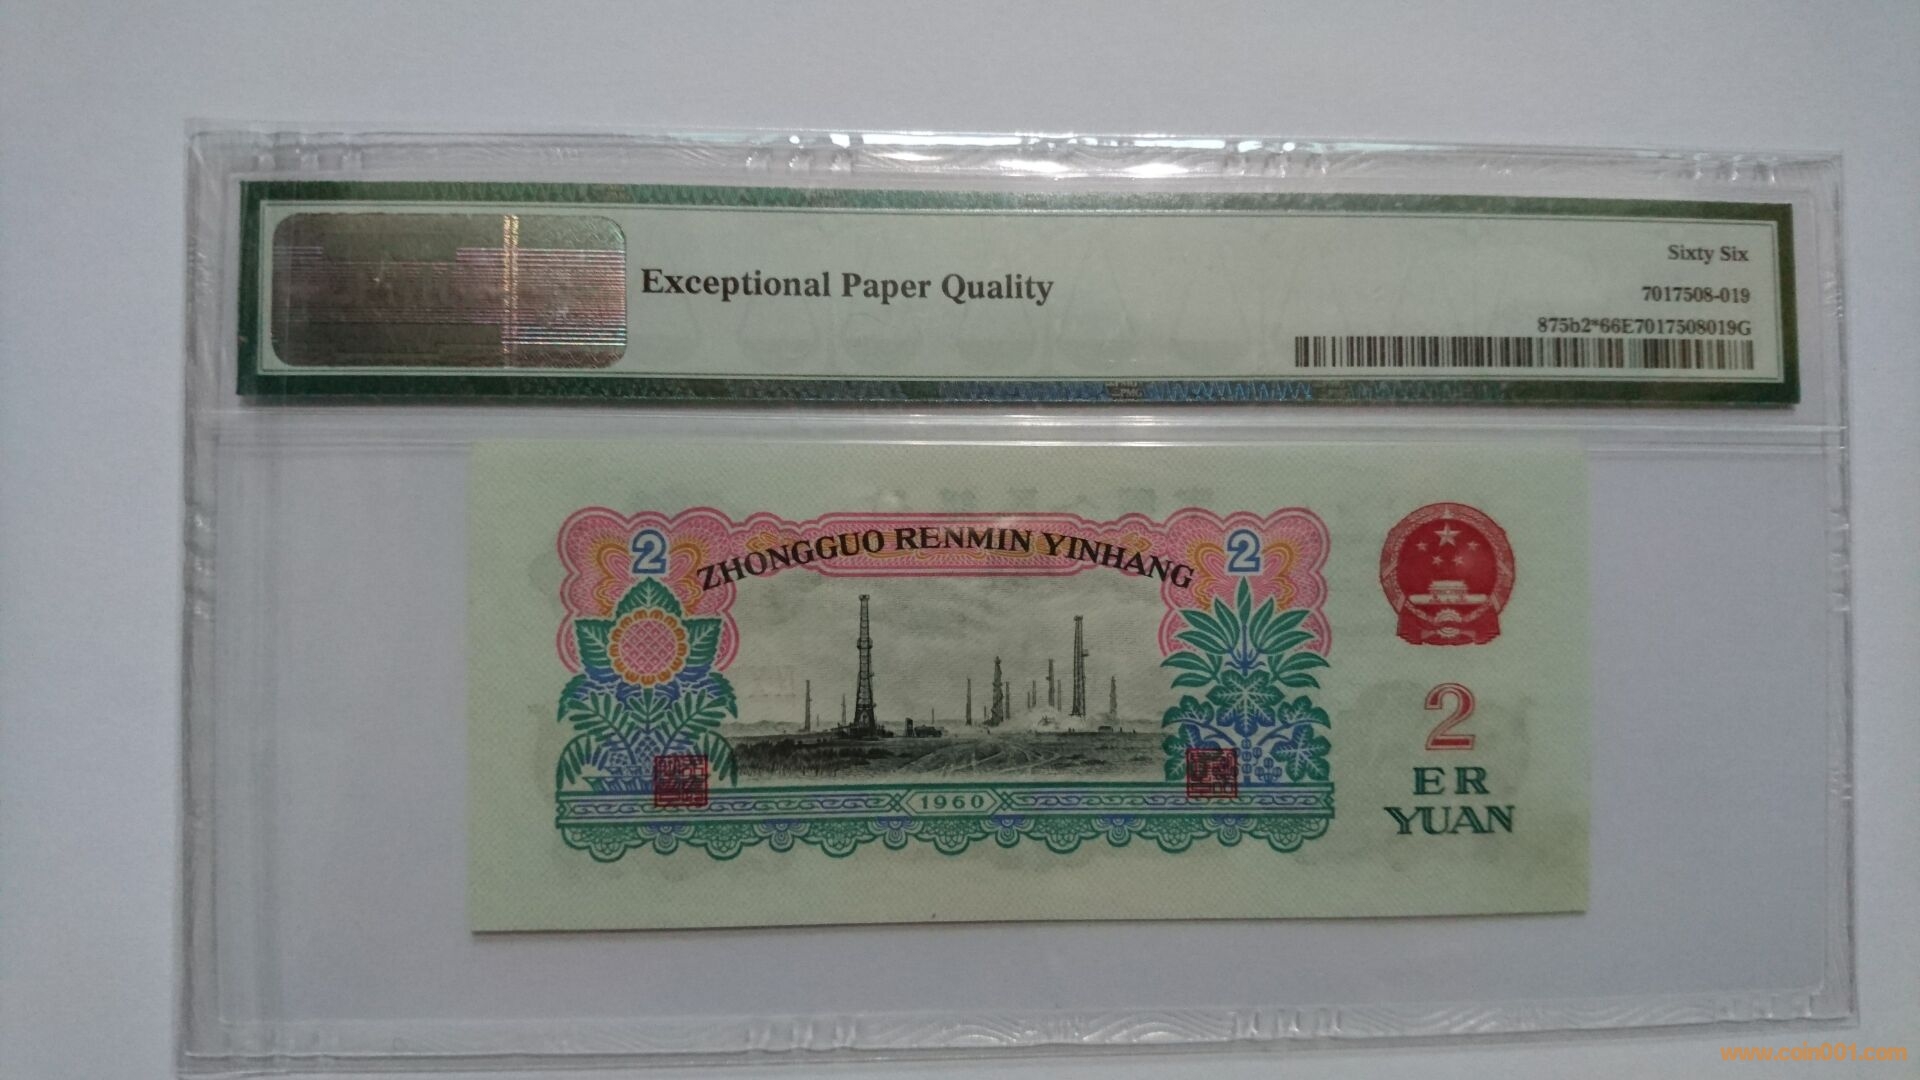 Exceptional Paper Quality
Sixty Six
7017508-019
875b2*66E7017508019G
2
ZHONGGUO RENMIN YINHANG
2
2
ER
YUAN
1960
www.coin001.com